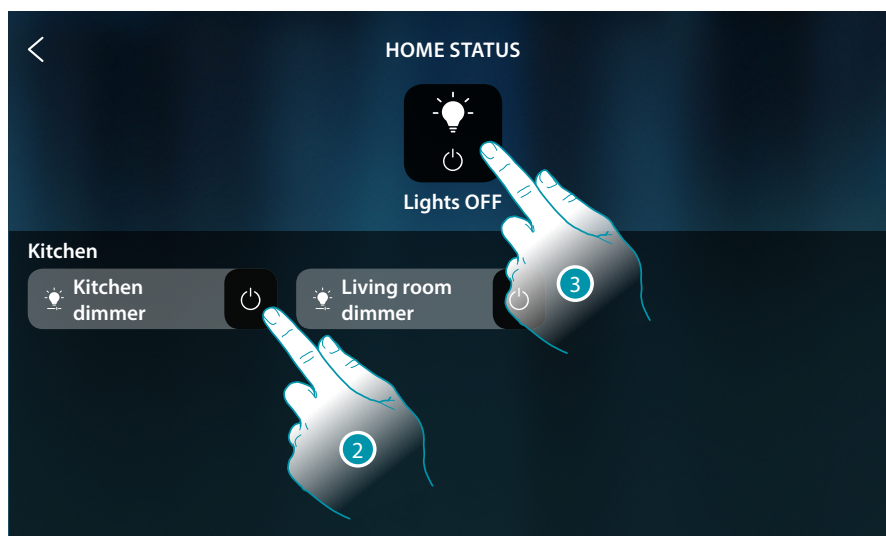 HOME STATUS
Lights OFF
Kitchen
Kitchen
dimmer
Living room
dimmer
3
2